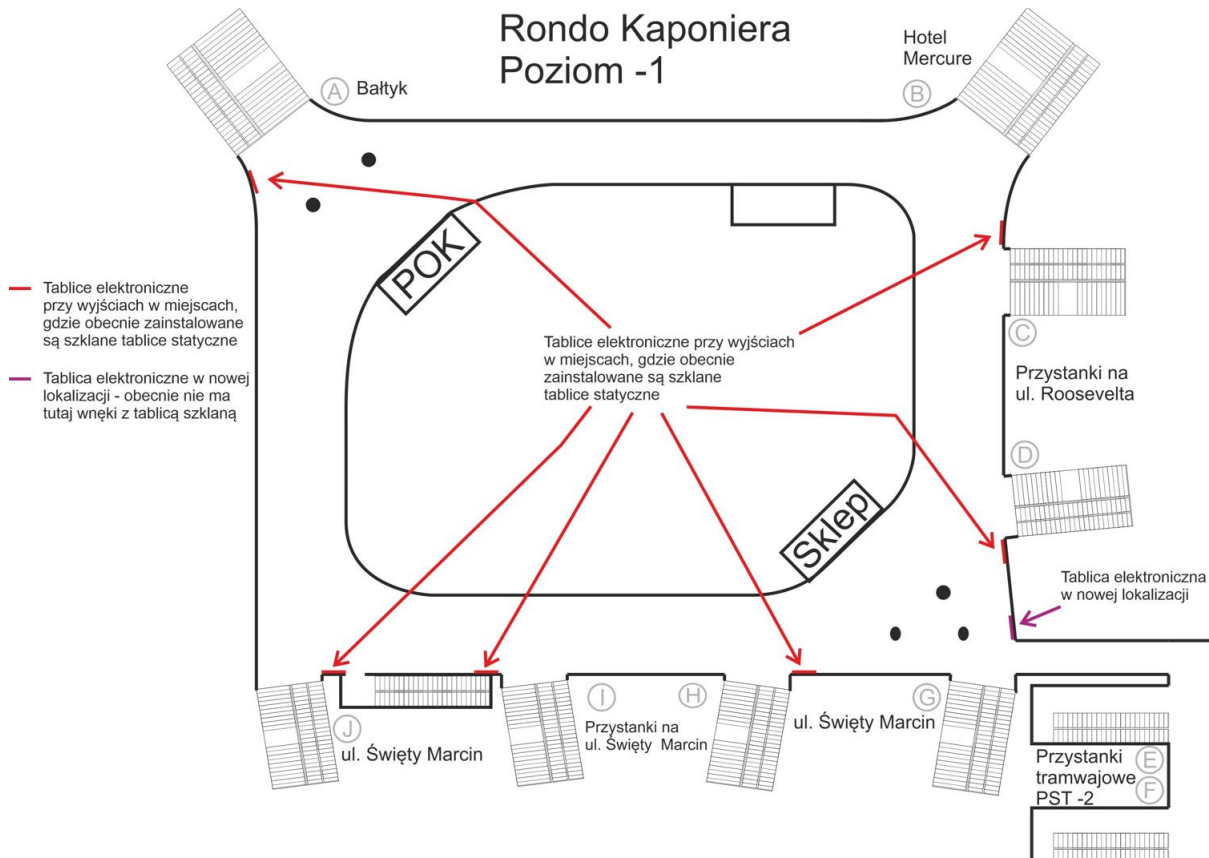 Rondo Kaponiera
Poziom -1
A Bałtyk
Hotel
Mercure
B
POK
Tablice elektroniczne
przy wyjściach w miejscach,
gdzie obecnie zainstalowane
są szklane tablice statyczne
Tablica elektroniczne w nowej
lokalizacji - obecnie nie ma
tutaj wnęki z tablicą szklaną
Tablice elektroniczne przy wyjściach
w miejscach, gdzie obecnie
zainstalowane są szklane
tablice statyczne
C
Przystanki na
ul. Roosevelta
D
Sklep
Tablica elektroniczna
w nowej lokalizacji
J
ul. Święty Marcin
I
Przystanki na
ul. Święty Marcin
H
G
ul. Święty Marcin
Przystanki
tramwajowe
PST -2
E
F